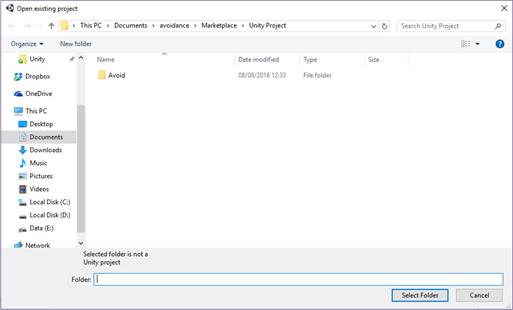 Open existing project
This PC > Documents > avoidance > Marketplace > Unity Project
Search Unity Project
Organize
New folder
Name
Date modified
Type
Size
Avoid
08/08/2016 12:33
File folder
Unity
Dropbox
OneDrive
This PC
Desktop
Documents
Downloads
Music
Pictures
Videos
Local Disk (C:)
Local Disk (D:)
Data (E:)
Network
Selected folder is not a
Unity project
Folder:
Select Folder
Cancel